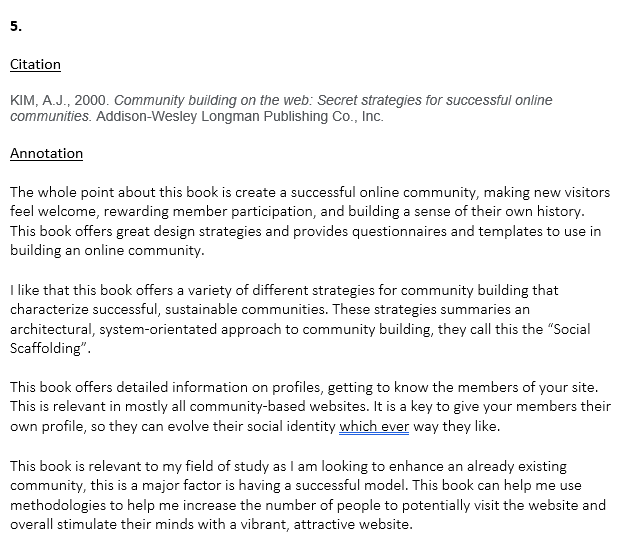 5.
Citation
KIM, A.J., 2000. Community building on the web: Secret strategies for successful online
communities. Addison-Wesley Longman Publishing Co., Inc.
Annotation
The whole point about this book is create a successful online community, making new visitors
feel welcome, rewarding member participation, and building a sense of their own history.
This book offers great design strategies and provides questionnaires and templates to use in
building an online community.
I like that this book offers a variety of different strategies for community building that
characterize successful, sustainable communities. These strategies summaries an
architectural, system-orientated approach to community building, they call this the “Social
Scaffolding”.
This book offers detailed information on profiles, getting to know the members of your site.
This is relevant in mostly all community-based websites. It is a key to give your members their
own profile, so they can evolve their social identity which ever way they like.
This book is relevant to my field of study as I am looking to enhance an already existing
community, this is a major factor is having a successful model. This book can help me use
methodologies to help me increase the number of people to potentially visit the website and
overall stimulate their minds with a vibrant, attractive website.